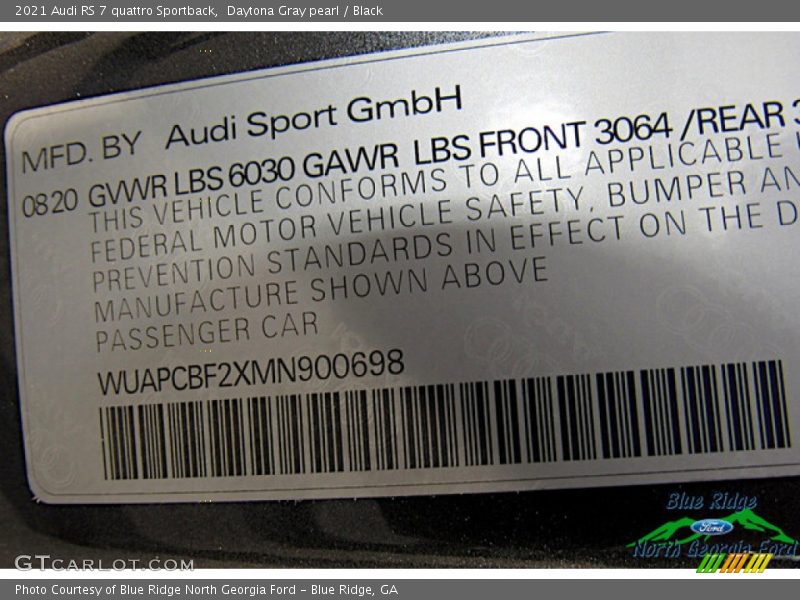 2021 Audi RS 7 quattro Sportback, Daytona Gray pearl / Black
MFD. BY Audi Sport GmbH
0820 GVWR LBS 6030 GAWR LBS FRONT 3064 /REAR 3
THIS VEHICLE CONFORMS TO ALL APPLICABLE
FEDERAL MOTOR VEHICLE SAFETY, BUMPER AN
PREVENTION STANDARDS IN EFFECT ON THE D
MANUFACTURE SHOWN ABOVE
PASSENGER CAR
WUAPCBF2XMN900698
Blue Ridge
Ford
North Georgia Ford
GTCARLOT.COM
Photo Courtesy of Blue Ridge North Georgia Ford – Blue Ridge, GA